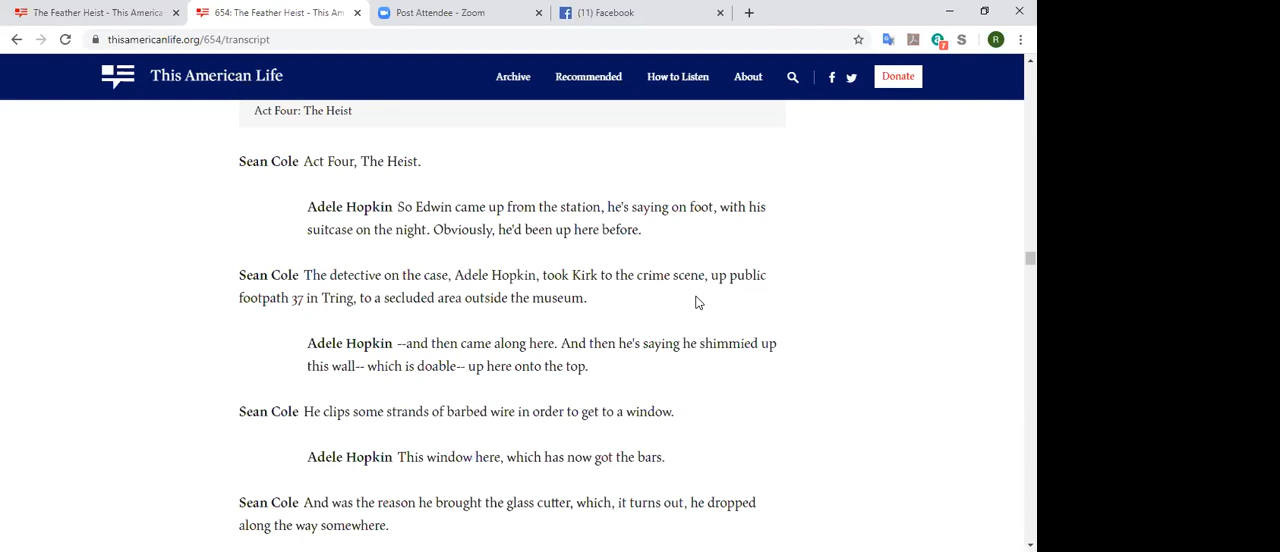 The Feather Heist - This America
654: The Feather Heist - This Am
Post Attendee - Zoom
(11) Facebook
thisamericanlife.org/654/transcript
7
S
R
This American Life
Archive
Recommended
How to Listen
About
Donate
Act Four: The Heist
Sean Cole Act Four, The Heist.
Adele Hopkin So Edwin came up from the station, he's saying on foot, with his
suitcase on the night. Obviously, he'd been up here before.
Sean Cole The detective on the case, Adele Hopkin, took Kirk to the crime scene, up public
footpath 37 in Tring, to a secluded area outside the museum.
Adele Hopkin --and then came along here. And then he's saying he shimmied up
this wall-- which is doable-- up here onto the top.
Sean Cole He clips some strands of barbed wire in order to get to a window.
Adele Hopkin This window here, which has now got the bars.
Sean Cole And was the reason he brought the glass cutter, which, it turns out, he dropped
along the way somewhere.